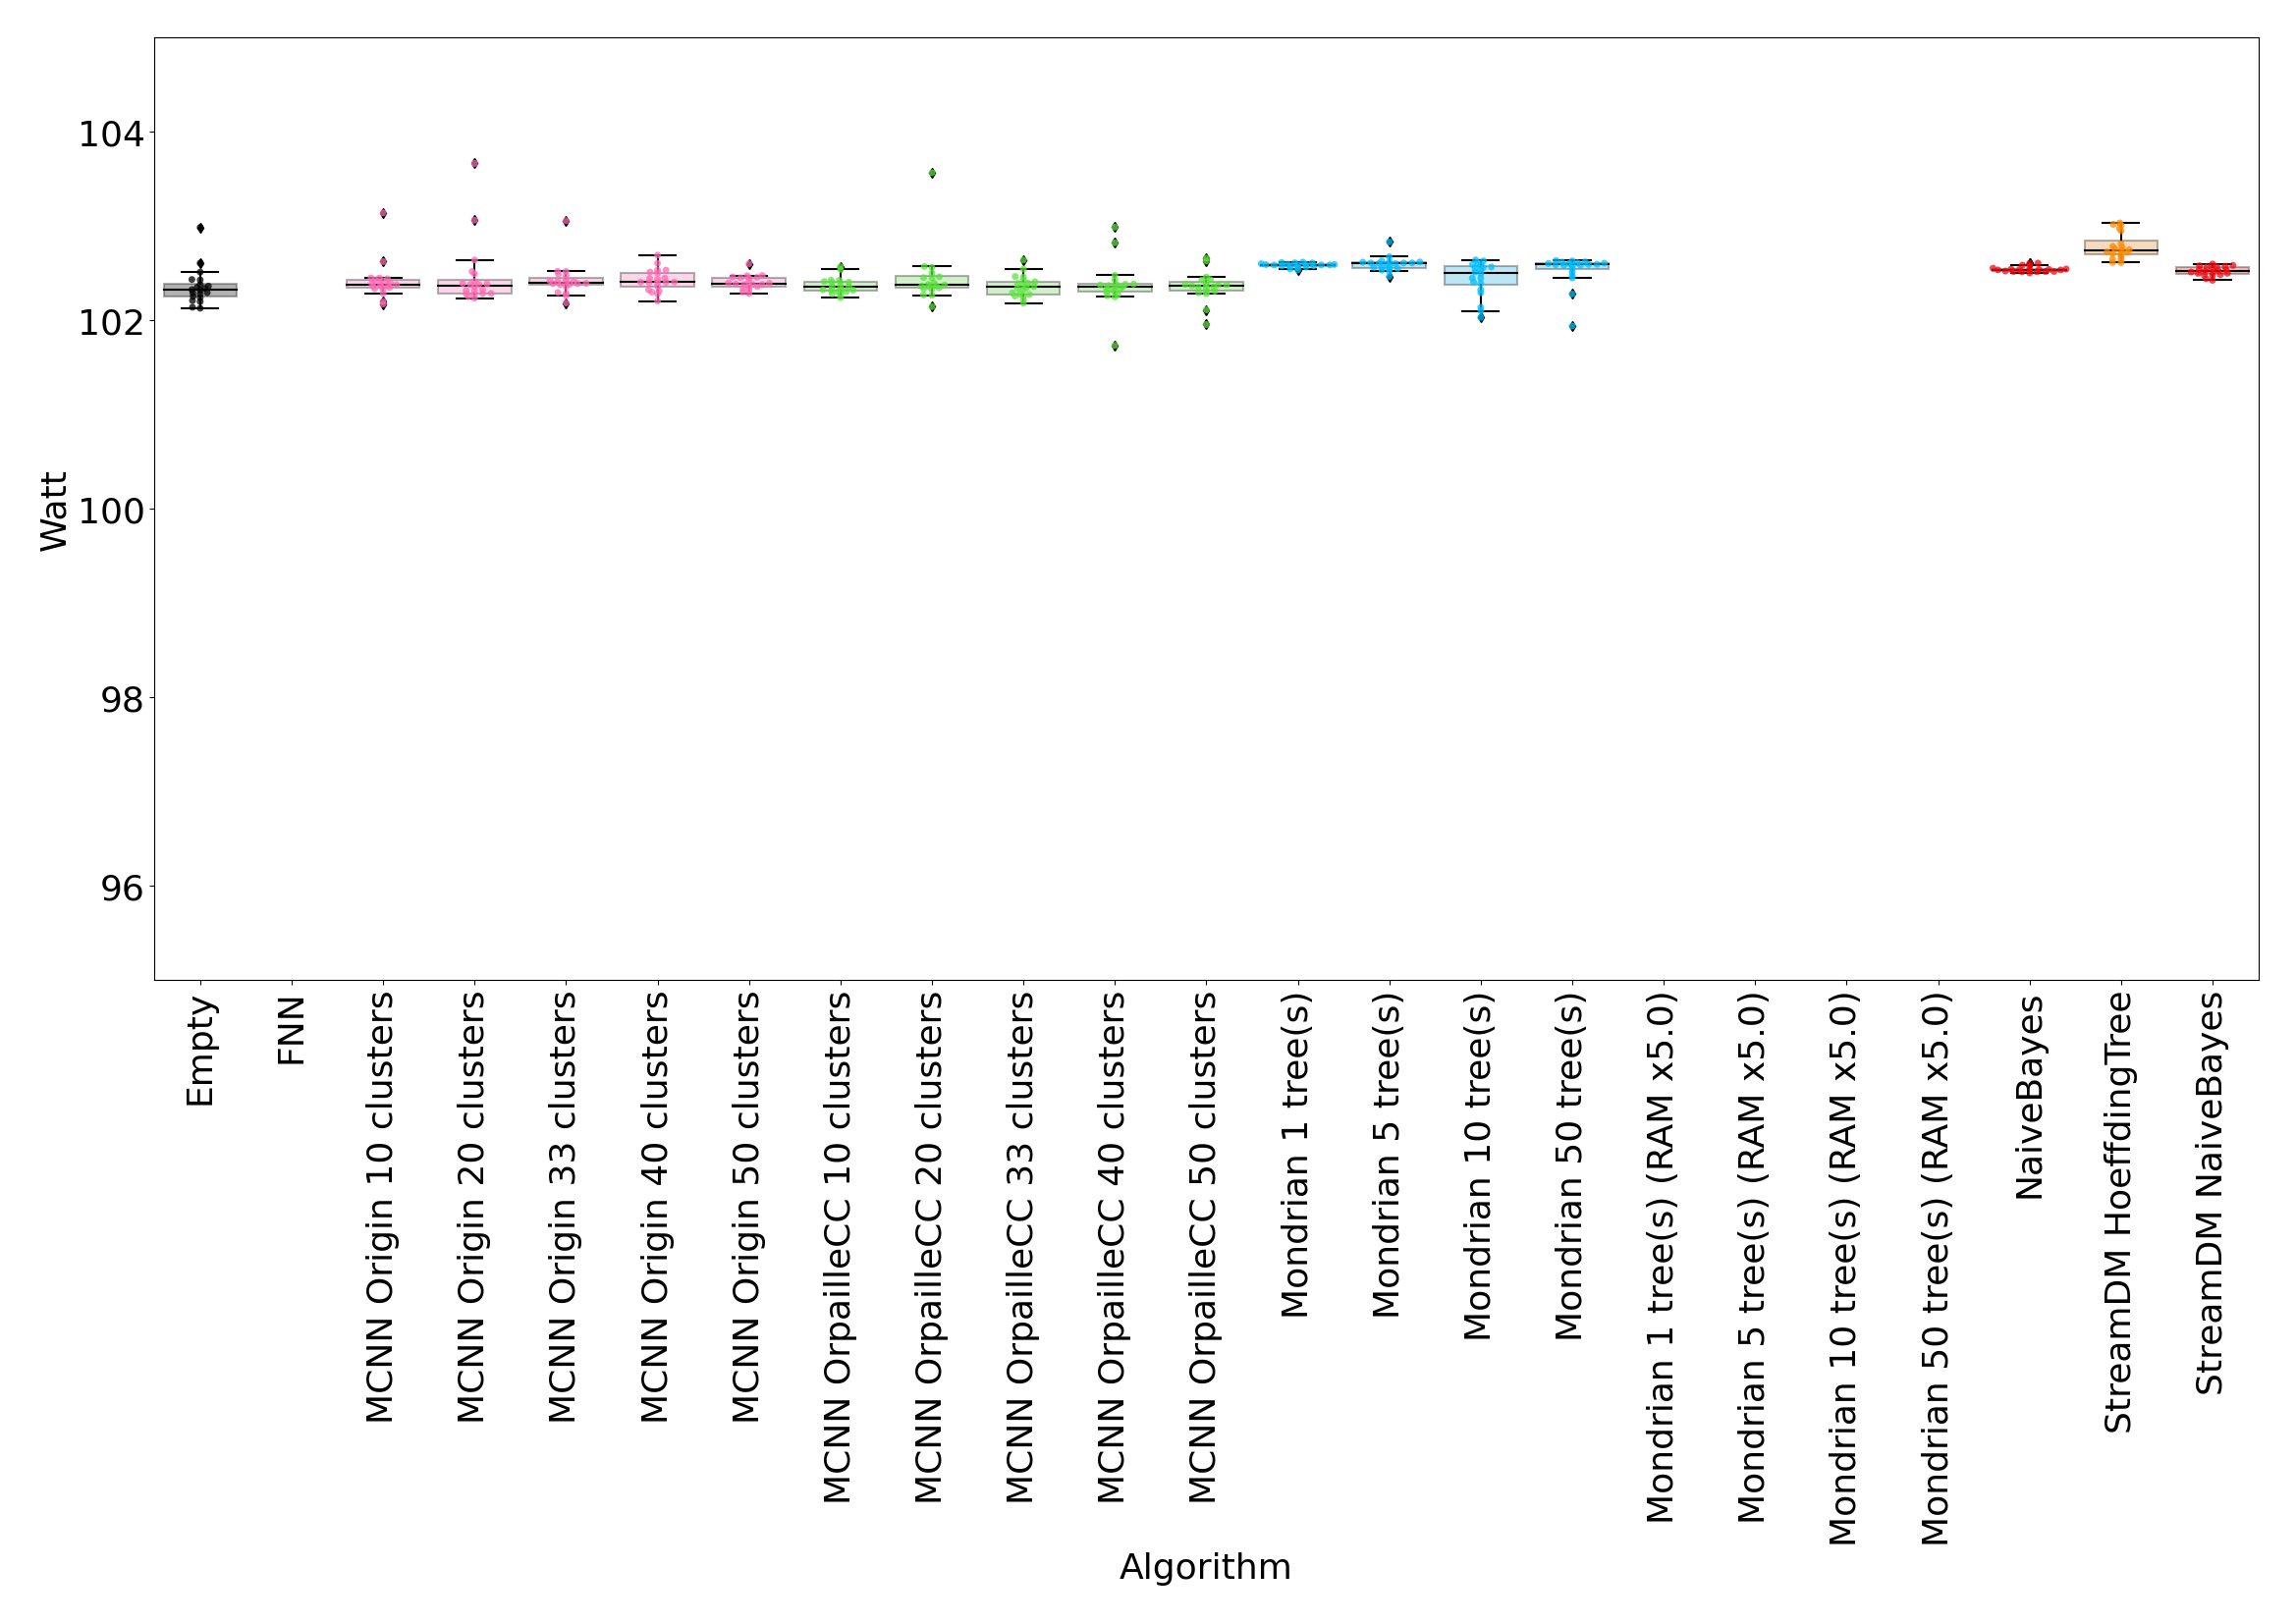 Watt
104
102
100
98
96
Empty
FNN
MCNN Origin 10 clusters
MCNN Origin 20 clusters
MCNN Origin 33 clusters
MCNN Origin 40 clusters
MCNN Origin 50 clusters
MCNN OrpailleCC 10 clusters
MCNN OrpailleCC 20 clusters
MCNN OrpailleCC 33 clusters
MCNN OrpailleCC 40 clusters
MCNN OrpailleCC 50 clusters
Mondrian 1 tree(s)
Mondrian 5 tree(s)
Mondrian 10 tree(s)
Mondrian 50 tree(s)
Mondrian 1 tree(s) (RAM x5.0)
Mondrian 5 tree(s) (RAM x5.0)
Mondrian 10 tree(s) (RAM x5.0)
Mondrian 50 tree(s) (RAM x5.0)
NaiveBayes
StreamDM HoeffdingTree
StreamDM NaiveBayes
Algorithm